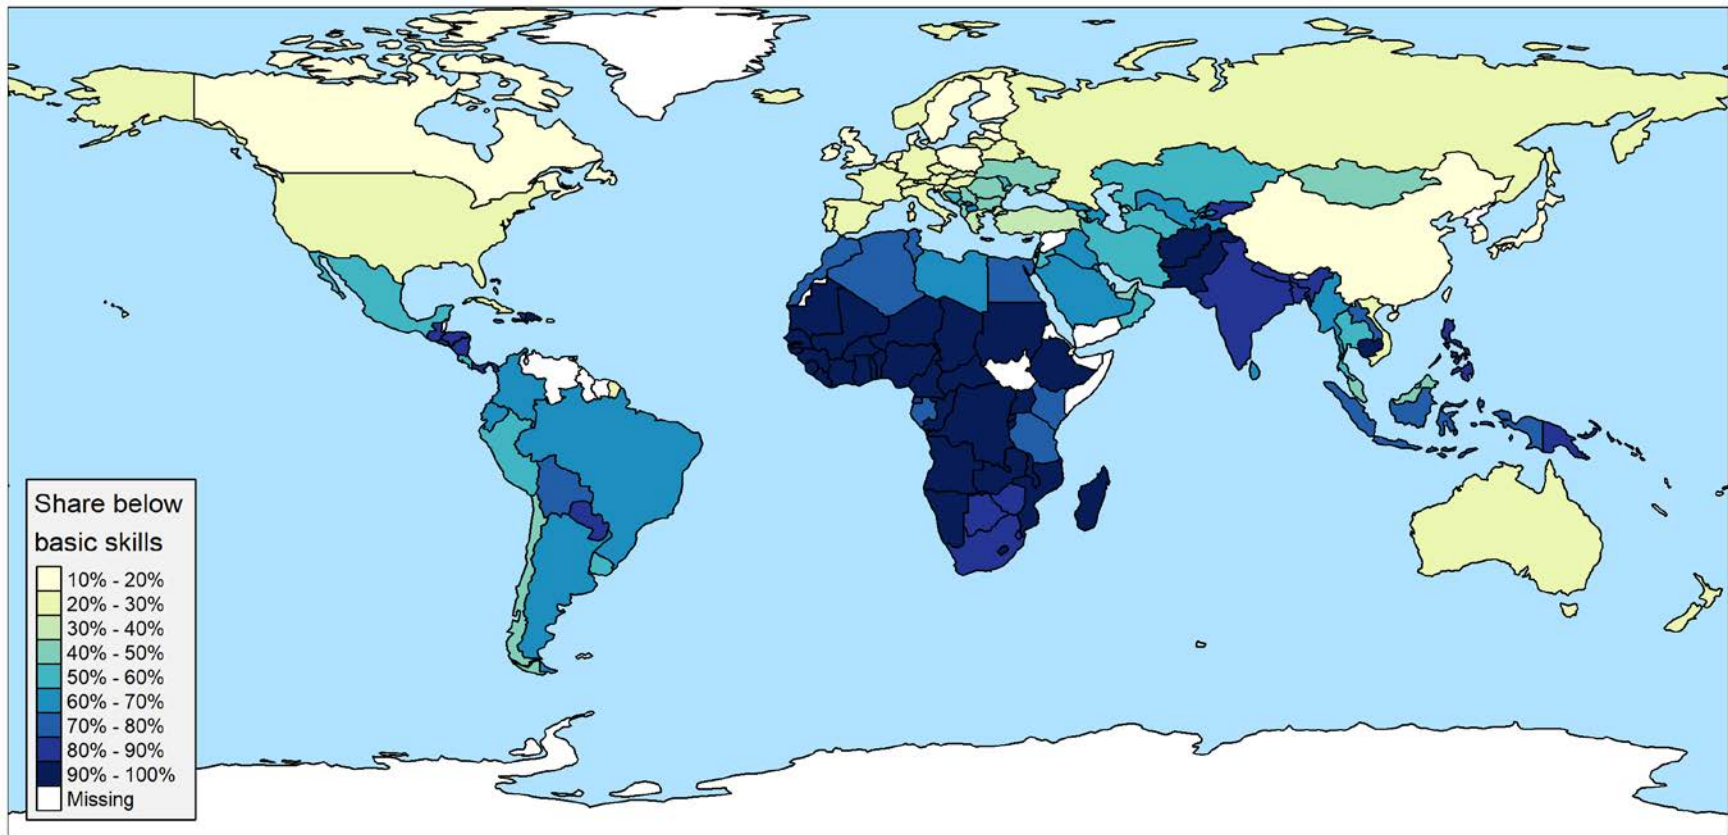 Share below
basic skills
10% - 20%
20% - 30%
30% - 40%
40% - 50%
50% - 60%
60% - 70%
70% - 80%
80% - 90%
90% - 100%
Missing